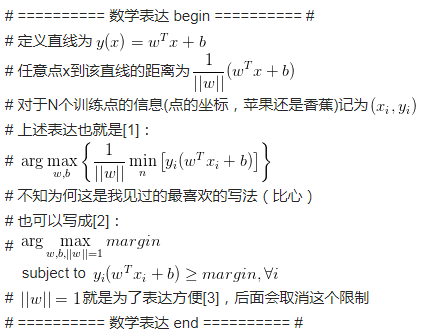 # ========== 数学表达 begin ========== #
# 定义直线为 y(x) = w^T x + b
# 任意点x到该直线的距离为 \frac{1}{||w||}(w^T x + b)
# 对于N个训练点的信息(点的坐标，苹果还是香蕉)记为 (x_i, y_i)
# 上述表达也就是[1]：
# \arg\max_{w,b} \left\{ \frac{1}{||w||} \min_n [y_i(w^T x_i + b)] \right\}
# 不知为何这是我见过的最喜欢的写法（比心）
# 也可以写成[2]：
# \arg\max_{w,b,||w||=1} margin
subject to y_i(w^T x_i + b) ≥ margin, ∀i
# ||w|| = 1 就是为了表达方便[3]，后面会取消这个限制
# ========== 数学表达 end ========== #